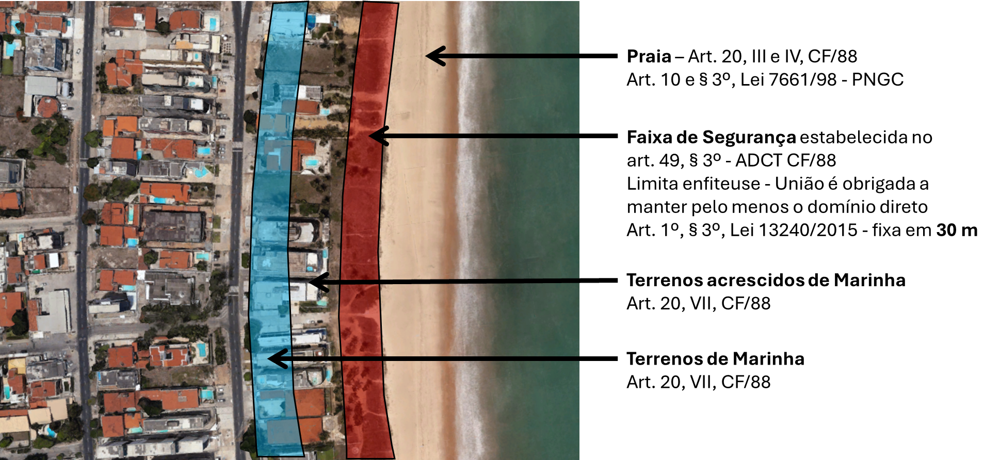 Praia – Art. 20, III e IV, CF/88
Art. 10 e § 3º, Lei 7661/98 - PNGC
Faixa de Segurança estabelecida no
art. 49, § 3º - ADCT CF/88
Limita enfiteuse - União é obrigada a
manter pelo menos o domínio direto
Art. 1º, § 3º, Lei 13240/2015 - fixa em 30 m
Terrenos acrescidos de Marinha
Art. 20, VII, CF/88
Terrenos de Marinha
Art. 20, VII, CF/88